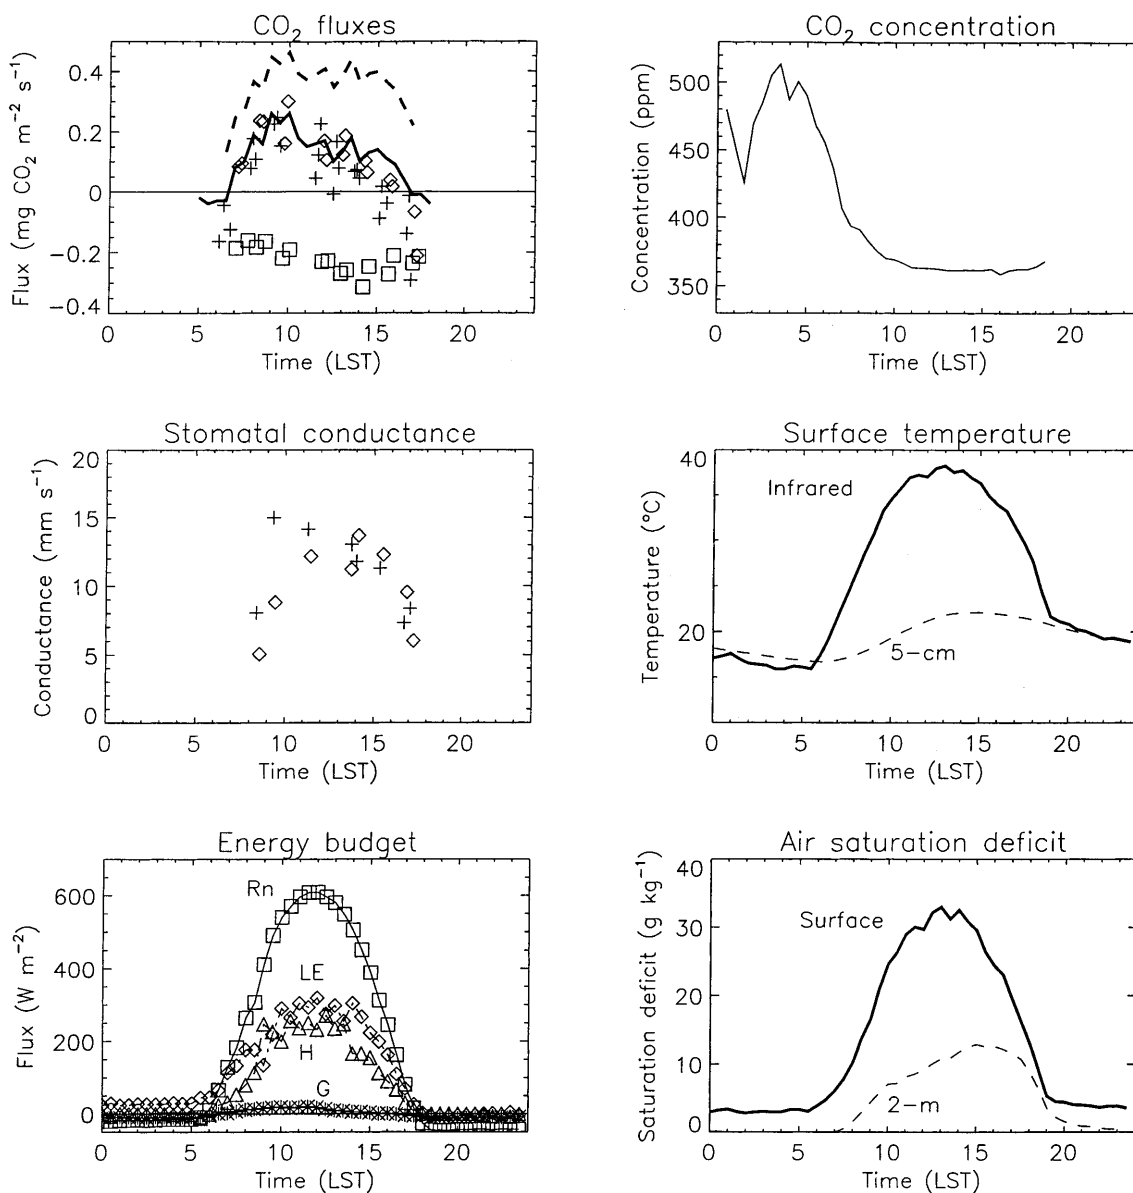 CO₂ fluxes
Flux (mg CO₂ m⁻² s⁻¹)
0.4
0.2
0
−0.2
−0.4
0 5 10 15 20
Time (LST)
CO₂ concentration
Concentration (ppm)
500
450
400
350
0 5 10 15 20
Time (LST)
Stomatal conductance
Conductance (mm s⁻¹)
20
15
10
5
0
0 5 10 15 20
Time (LST)
Surface temperature
Temperature (°C)
40
20
Infrared
5−cm
0 5 10 15 20
Time (LST)
Energy budget
Flux (W m⁻²)
600
400
200
0
Rn
LE
H
G
0 5 10 15 20
Time (LST)
Air saturation deficit
Saturation deficit (g kg⁻¹)
40
30
20
10
0
Surface
2−m
0 5 10 15 20
Time (LST)